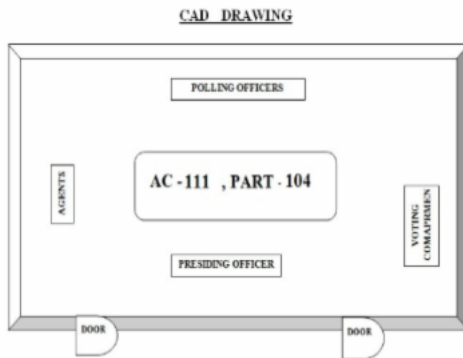 CAD DRAWING
POLLING OFFICERS
AGENTS
AC -111 , PART - 104
VOTING
COMAPRMEN
PRESIDING OFFICER
DOOR
DOOR